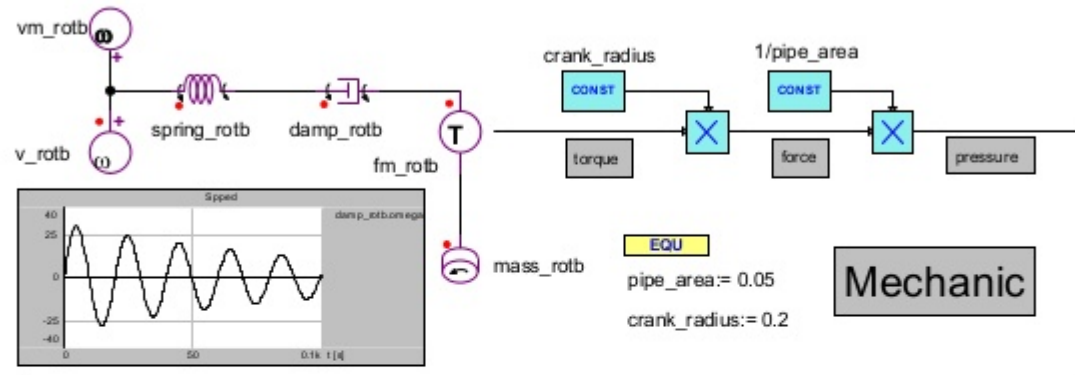 vm_rotb
ω
+
crank_radius
1/pipe_area
CONST
CONST
+
spring_rotb
damp_rotb
T
v_rotb
ω
fm_rotb
torque
force
pressure
Spped
damp_rotb.omega
40
25
0
-25
-40
0
50
0.1k t [s]
mass_rotb
EQU
pipe_area:= 0.05
crank_radius:= 0.2
Mechanic